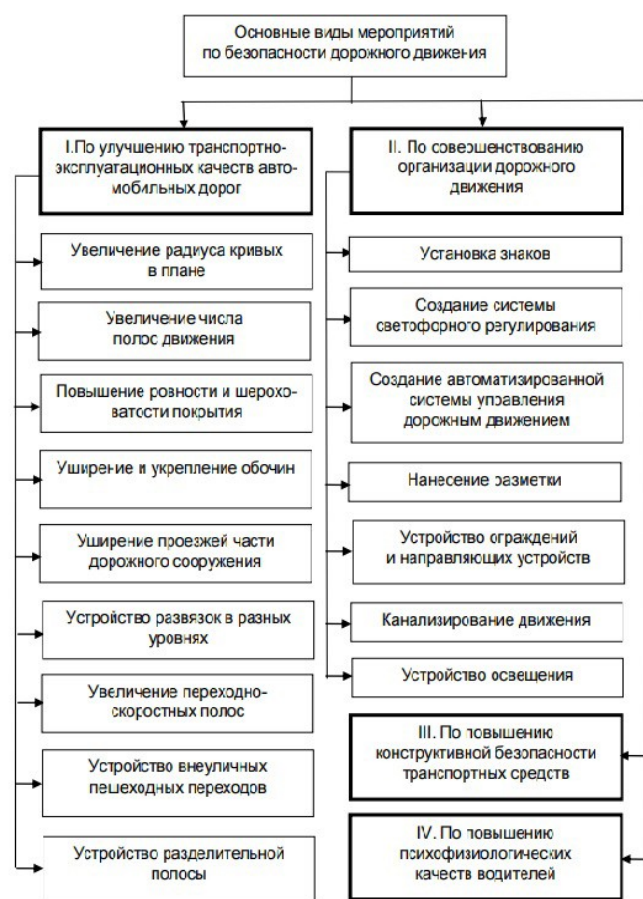 Основные виды мероприятий
по безопасности дорожного движения
I.По улучшению транспортно-
эксплуатационных качеств авто-
мобильных дорог
Увеличение радиуса кривых
в плане
Увеличение числа
полос движения
Повышение ровности и шерохо-
ватости покрытия
Уширение и укрепление обочин
Уширение проезжей части
дорожного сооружения
Устройство развязок в разных
уровнях
Увеличение переходно-
скоростных полос
Устройство внеуличных
пешеходных переходов
Устройство разделительной
полосы
II. По совершенствованию
организации дорожного
движения
Установка знаков
Создание системы
светофорного регулирования
Создание автоматизированной
системы управления
дорожным движением
Нанесение разметки
Устройство ограждений
и направляющих устройств
Канализирование движения
Устройство освещения
III. По повышению
конструктивной безопасности
транспортных средств
IV. По повышению
психофизиологических
качеств водителей